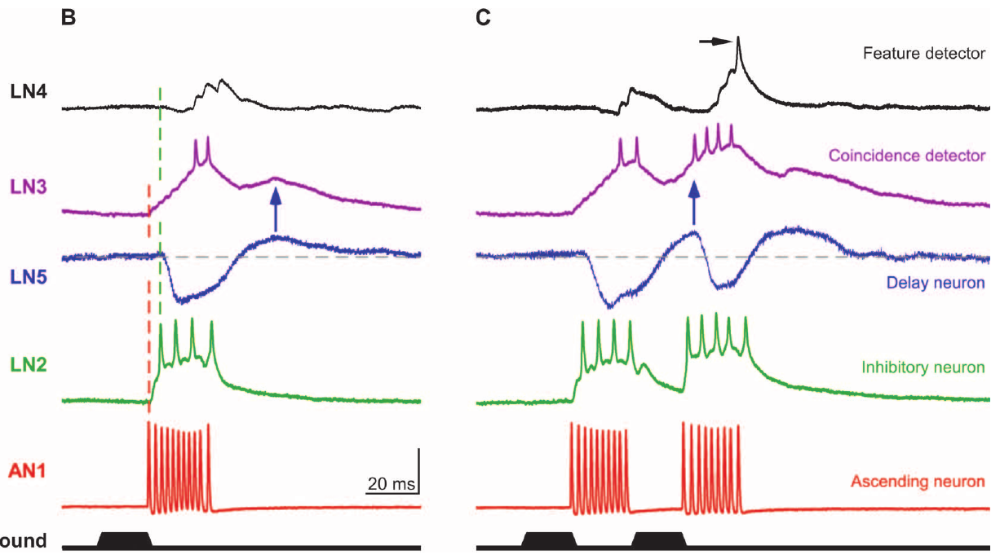 B
C
LN4
Feature detector
LN3
Coincidence detector
LN5
Delay neuron
LN2
Inhibitory neuron
AN1
20 ms
Ascending neuron
ound